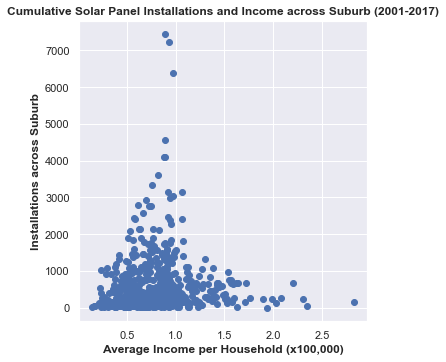 Cumulative Solar Panel Installations and Income across Suburb (2001-2017)
7000
6000
5000
4000
3000
2000
1000
0
Installations across Suburb
0.5 1.0 1.5 2.0 2.5
Average Income per Household (x100,000)